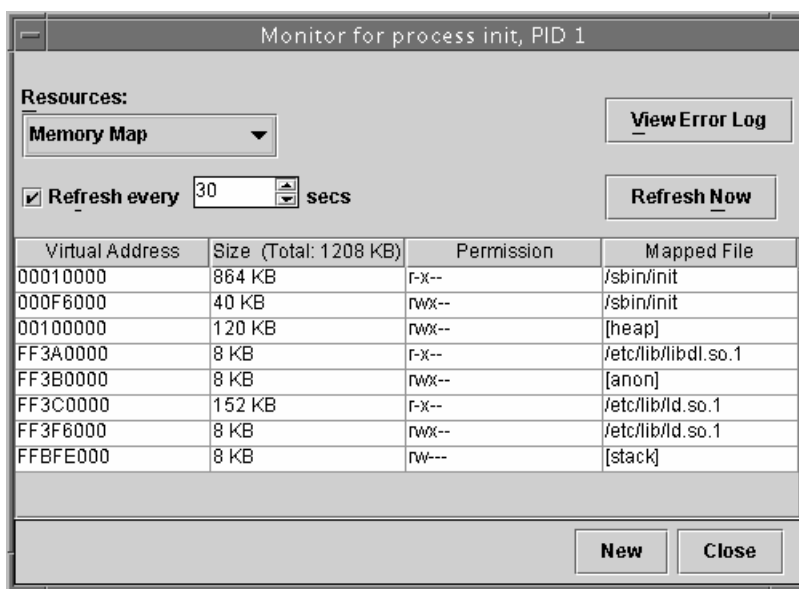 Monitor for process init, PID 1
Resources:
Memory Map
View Error Log
Refresh every 30 secs
Refresh Now
Virtual Address Size (Total: 1208 KB) Permission Mapped File
00010000 864 KB r-x-- /sbin/init
000F6000 40 KB rwx-- /sbin/init
00100000 120 KB rwx-- [heap]
FF3A0000 8 KB r-x-- /etc/lib/libdl.so.1
FF3B0000 8 KB rwx-- [anon]
FF3C0000 152 KB r-x-- /etc/lib/ld.so.1
FF3F6000 8 KB rwx-- /etc/lib/ld.so.1
FFBFE000 8 KB rw--- [stack]
New Close